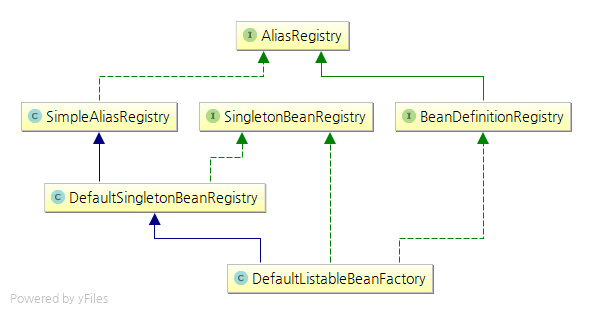 I AliasRegistry
C SimpleAliasRegistry
I SingletonBeanRegistry
I BeanDefinitionRegistry
C DefaultSingletonBeanRegistry
C DefaultListableBeanFactory
Powered by yFiles